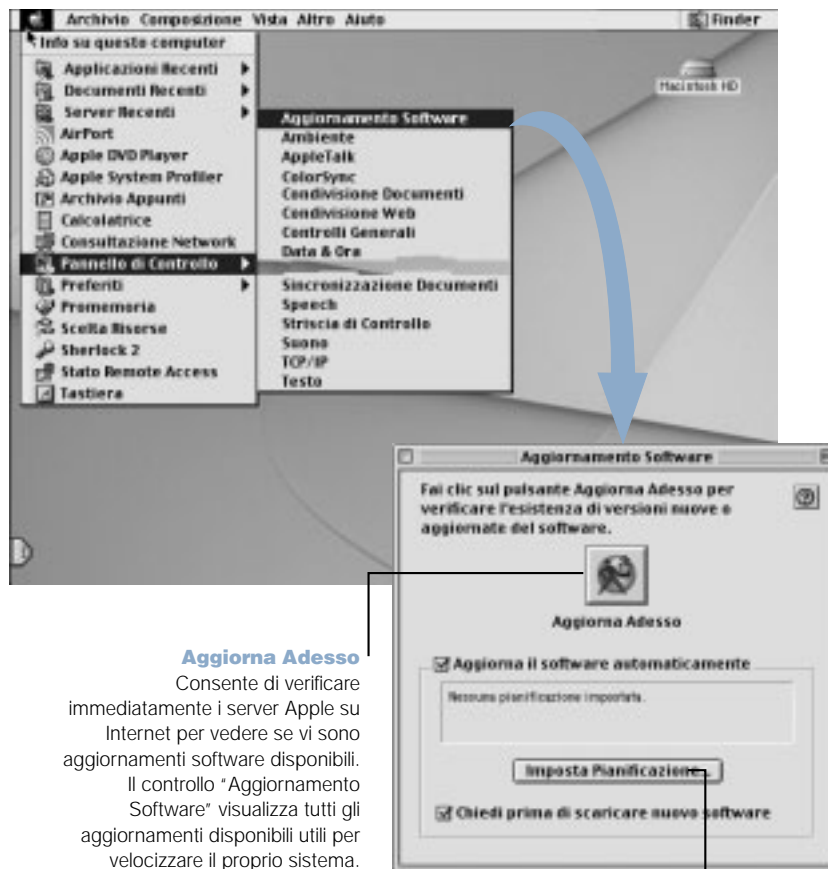 Archivio Composizione Vista Altro Aiuto
Finder
Info su questo computer
Applicazioni Recenti
Documenti Recenti
Server Recenti
AirPort
Apple DVD Player
Apple System Profiler
Archivio Appunti
Calcolatrice
Consultazione Network
Pannello di Controllo
Preferiti
Promemoria
Scelta Risorse
Sherlock 2
Stato Remote Access
Tastiera
Aggiornamento Software
Ambiente
AppleTalk
ColorSync
Condivisione Documenti
Condivisione Web
Controlli Generali
Data & Ora
Sincronizzazione Documenti
Speech
Striscia di Controllo
Suono
TCP/IP
Testo
Macintosh HD
Aggiornamento Software
Fai clic sul pulsante Aggiorna Adesso per
verificare l'esistenza di versioni nuove o
aggiornate del software.
Aggiorna Adesso
Aggiorna il software automaticamente
Nessuna pianificazione impostata.
Imposta Pianificazione...
Chiedi prima di scaricare nuovo software
Aggiorna Adesso
Consente di verificare
immediatamente i server Apple su
Internet per vedere se vi sono
aggiornamenti software disponibili.
Il controllo "Aggiornamento
Software" visualizza tutti gli
aggiornamenti disponibili utili per
velocizzare il proprio sistema.